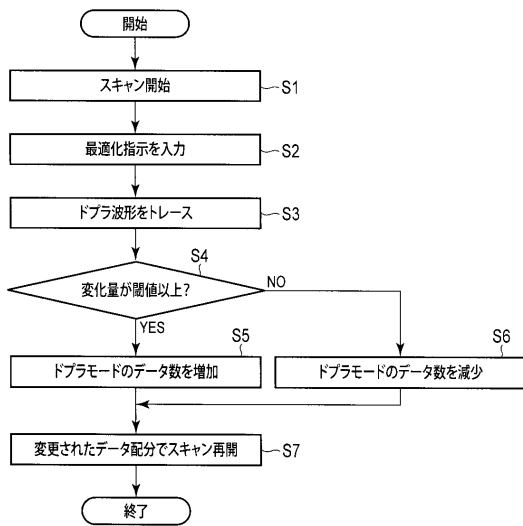 開始
スキャン開始
S1
最適化指示を入力
S2
ドプラ波形をトレース
S3
S4
変化量が閾値以上?
NO
YES
S5
ドプラモードのデータ数を増加
S6
ドプラモードのデータ数を減少
変更されたデータ配分でスキャン再開
S7
終了